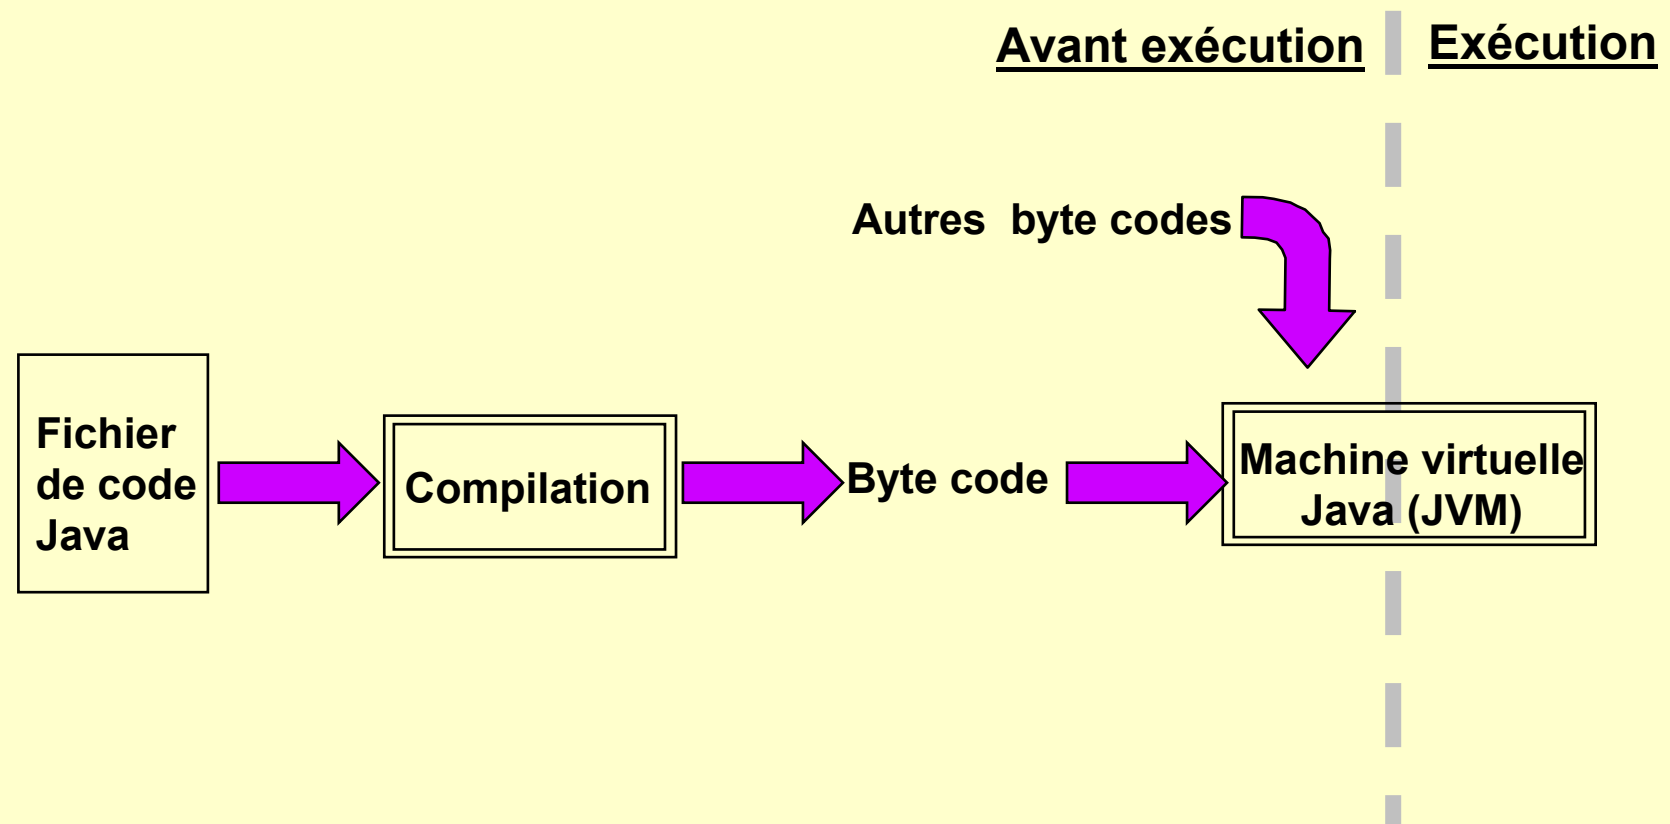 Avant exécution
Exécution
Autres byte codes
Fichier
de code
Java
Compilation
Byte code
Machine virtuelle
Java (JVM)